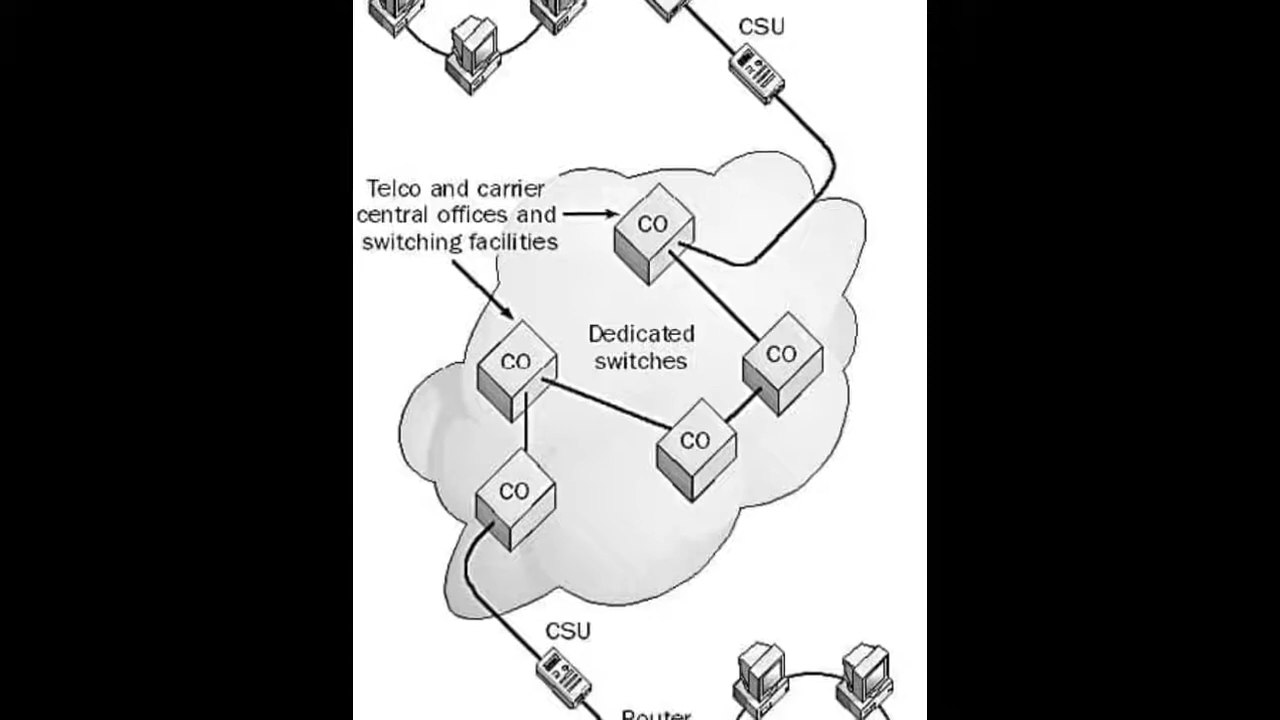 CSU
Telco and carrier
central offices and
switching facilities
CO
Dedicated
switches
CO
CO
CO
CO
CSU
Router